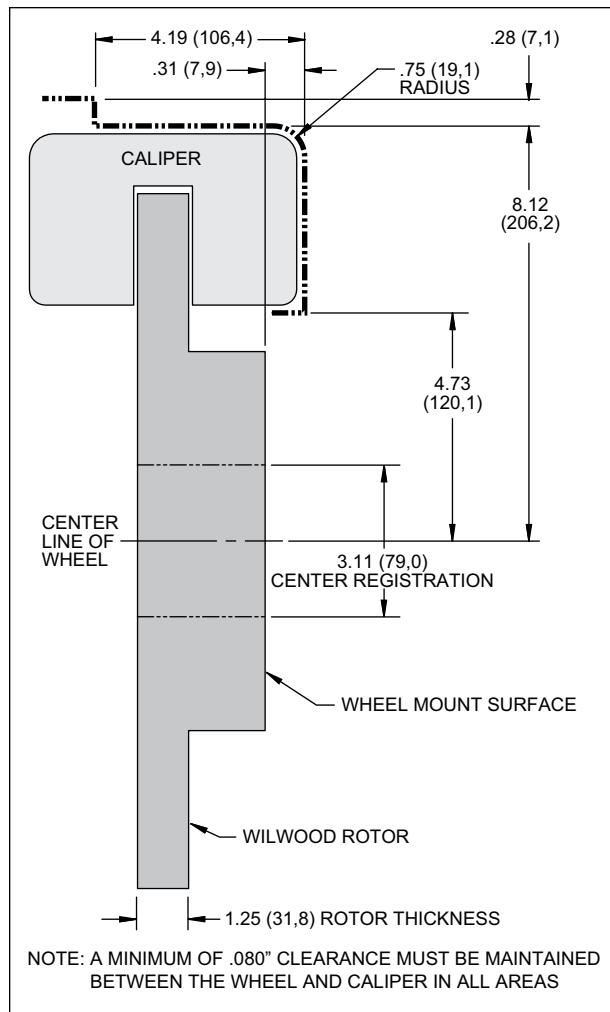 4.19 (106,4)
.28 (7,1)
.31 (7,9)
.75 (19,1)
RADIUS
CALIPER
8.12
(206,2)
4.73
(120,1)
CENTER
LINE OF
WHEEL
3.11 (79,0)
CENTER REGISTRATION
WHEEL MOUNT SURFACE
WILWOOD ROTOR
1.25 (31,8) ROTOR THICKNESS
NOTE: A MINIMUM OF .080” CLEARANCE MUST BE MAINTAINED
BETWEEN THE WHEEL AND CALIPER IN ALL AREAS